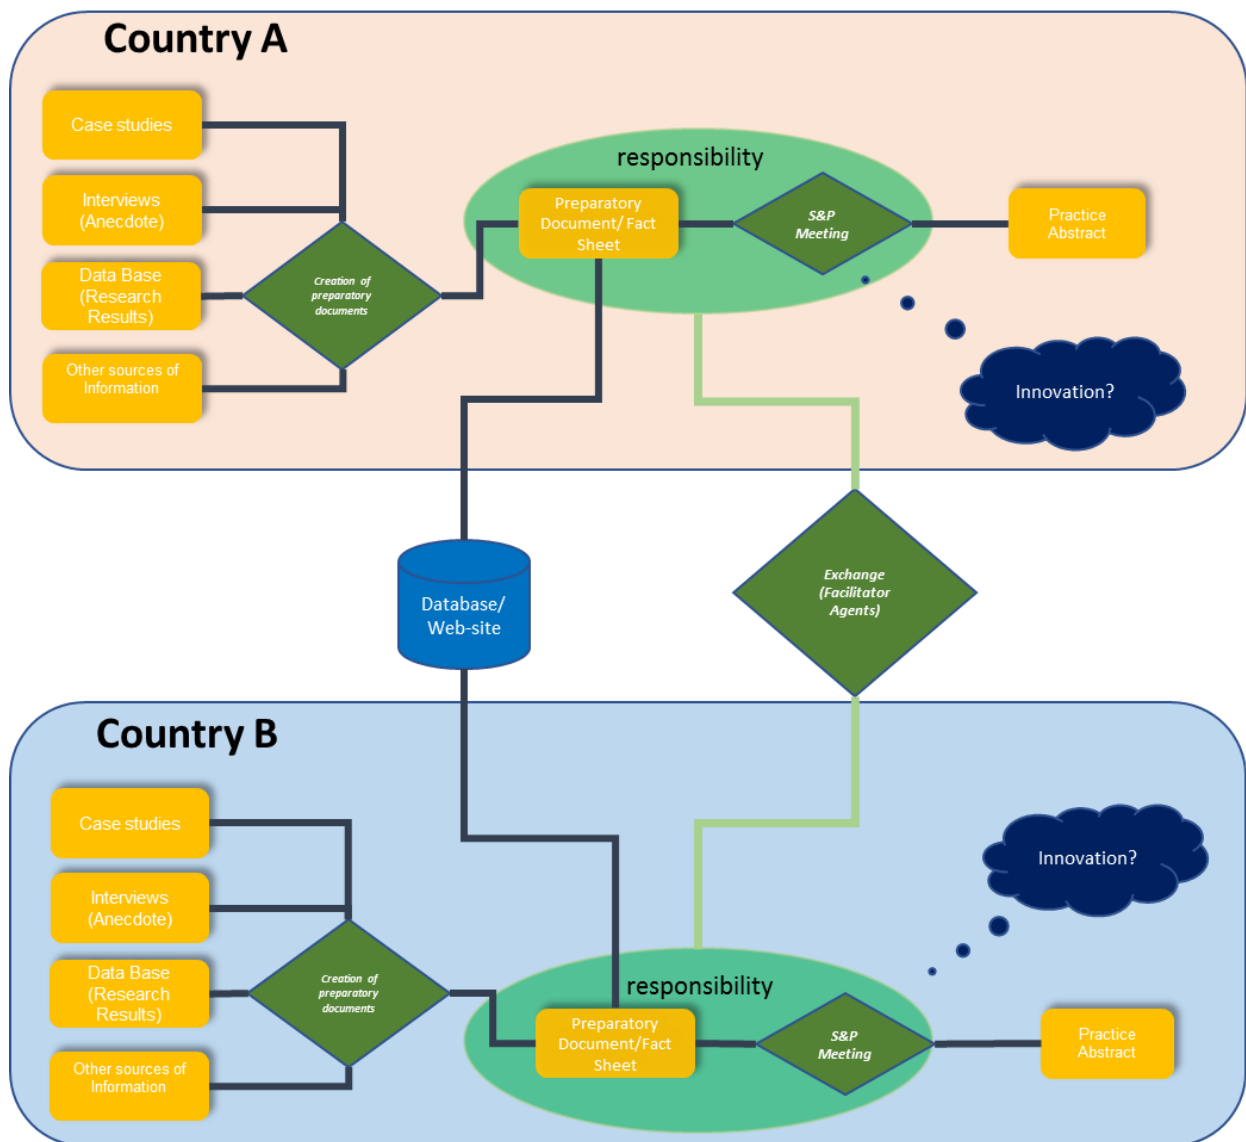 Country A
Case studies
Interviews
(Anecdote)
Data Base
(Research
Results)
Other sources of
Information
Creation of
preparatory
documents
responsibility
Preparatory
Document/ Fact
Sheet
S&P
Meeting
Practice
Abstract
Innovation?
Database/
Web-site
Exchange
(Facilitator
Agents)
Country B
Case studies
Interviews
(Anecdote)
Data Base
(Research
Results)
Other sources of
Information
Creation of
preparatory
documents
responsibility
Preparatory
Document/Fact
Sheet
S&P
Meeting
Practice
Abstract
Innovation?